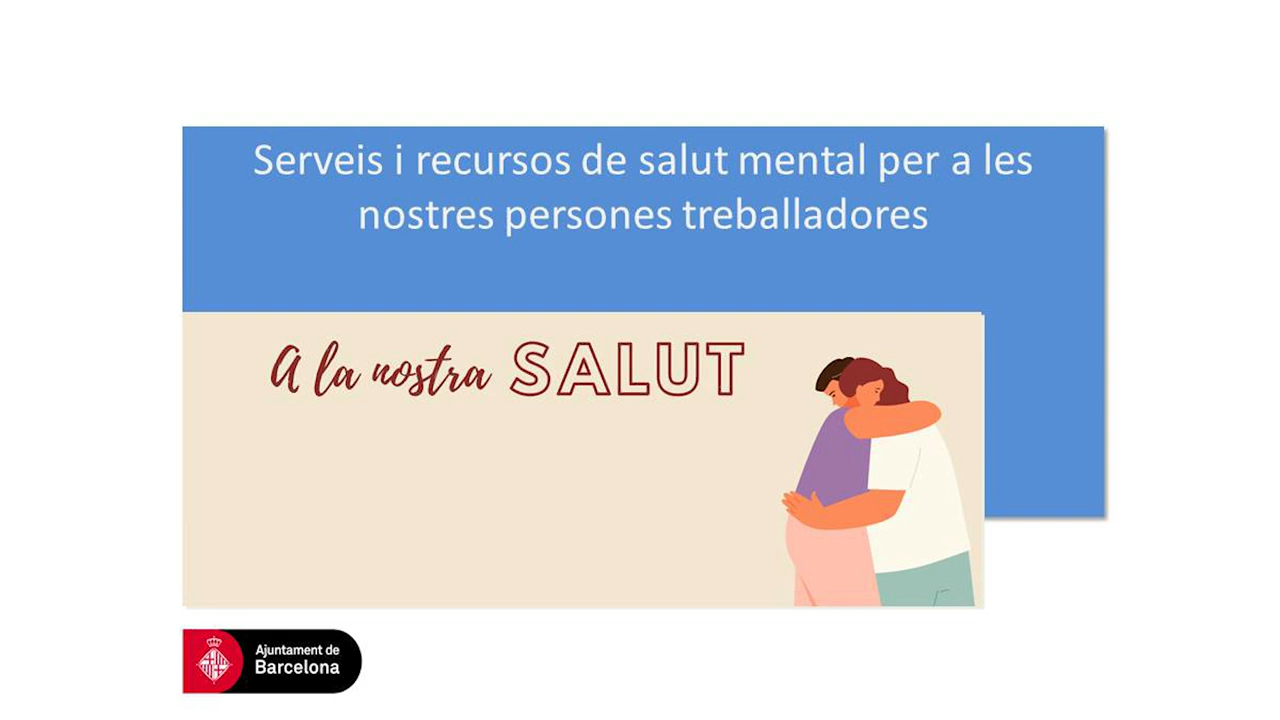 Serveis i recursos de salut mental per a les
nostres persones treballadores
A la nostra SALUT
Ajuntament de
Barcelona